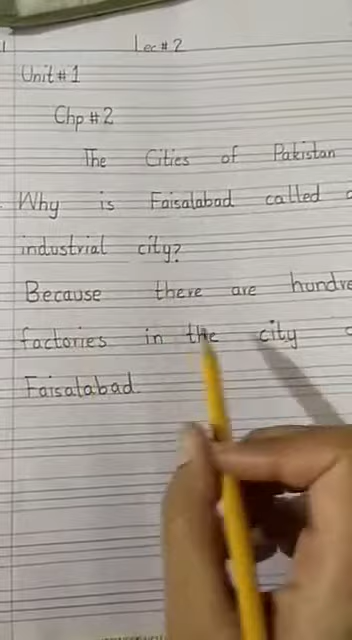 Lec # 2
Unit # 1
Chp # 2
The Cities of Pakistan
Why is Faisalabad called
industrial city?
Because there are
factories in the city
Faisalabad.